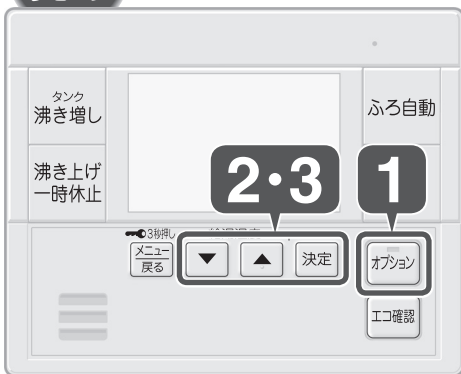 タンク
沸き増し
ふろ自動
沸き上げ
一時休止
2・3
1
3秒押し
メニュー
戻る
▼
▲
決定
オプション
エコ確認